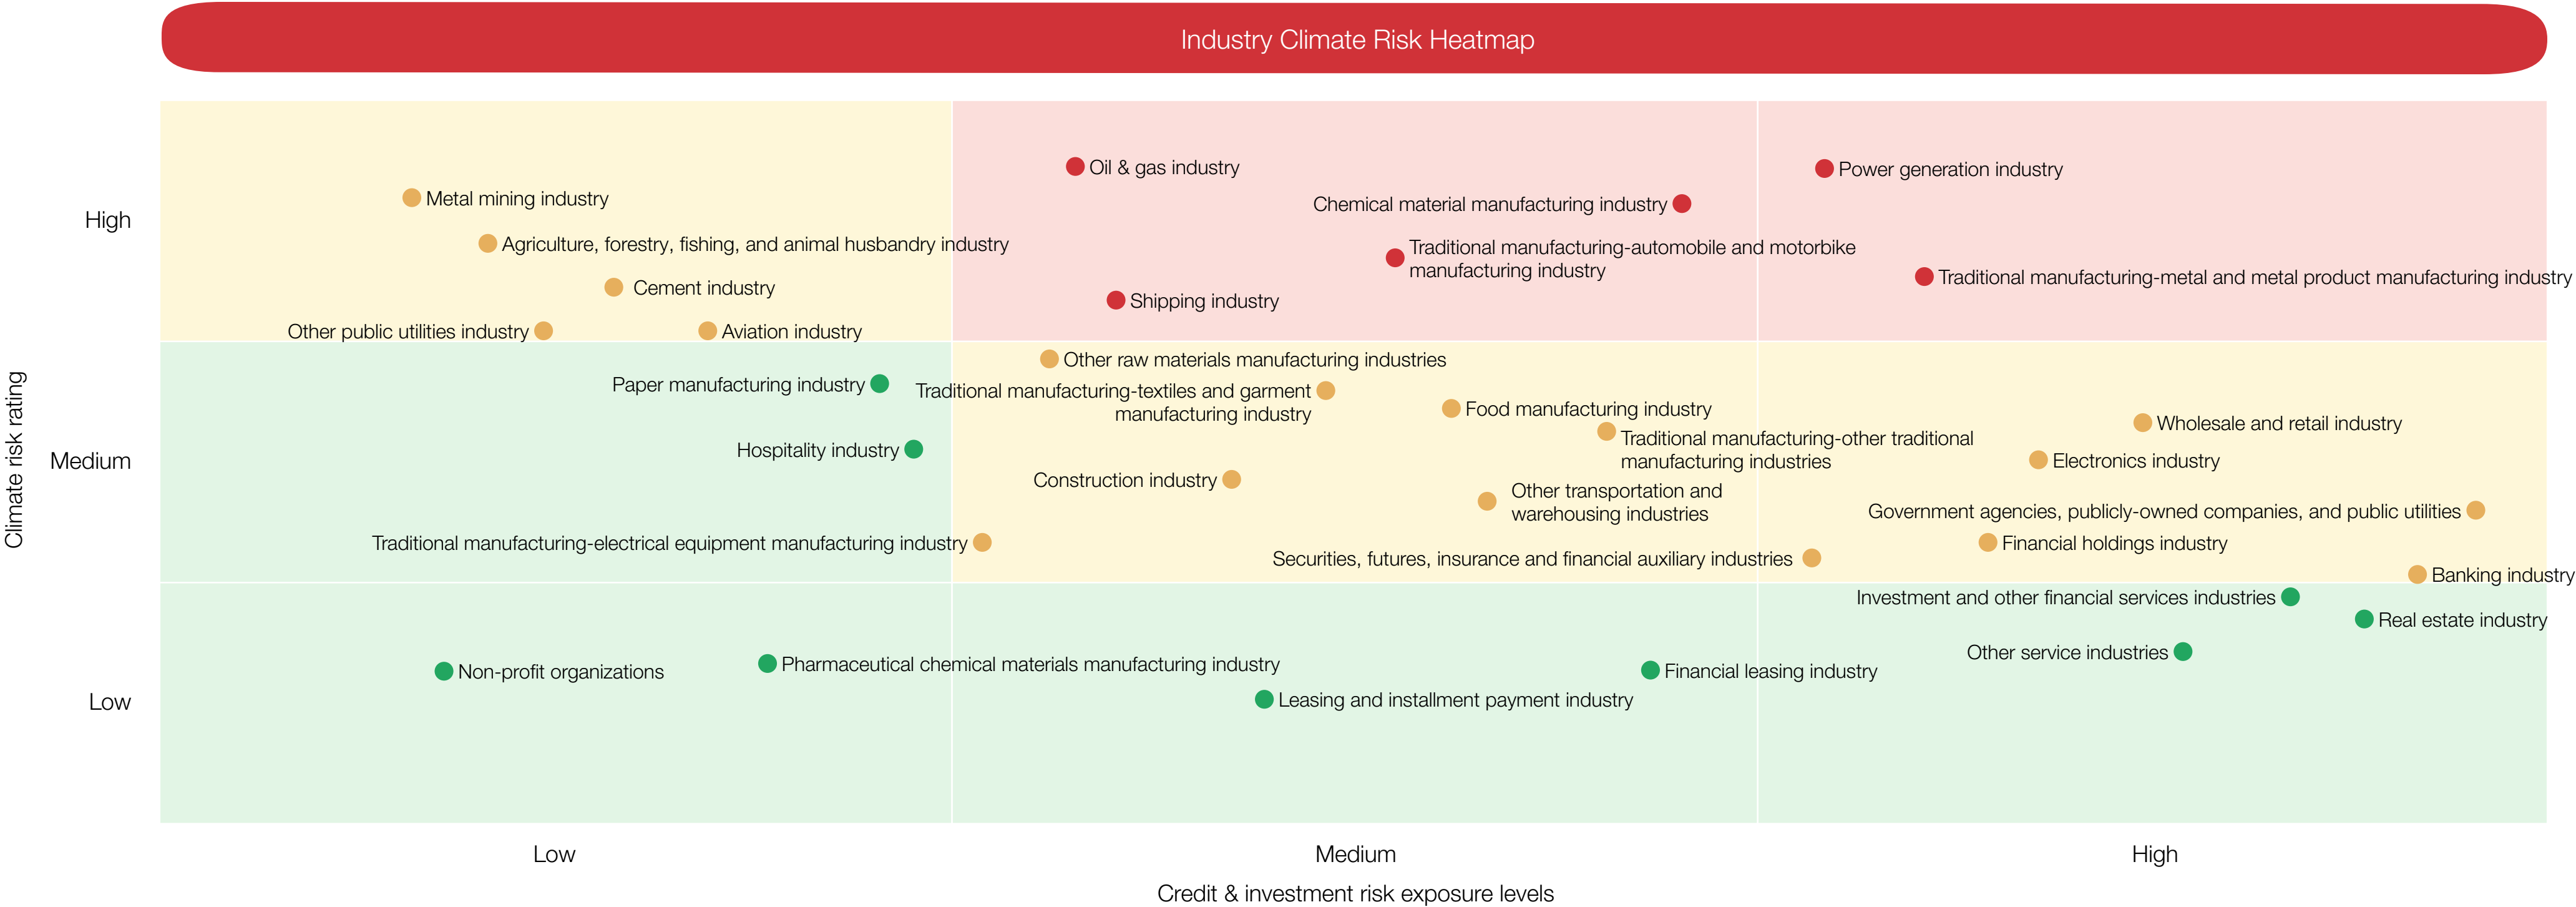 Industry Climate Risk Heatmap
Climate risk rating
High
Medium
Low
Oil & gas industry
Power generation industry
Metal mining industry
Chemical material manufacturing industry
Agriculture, forestry, fishing, and animal husbandry industry
Traditional manufacturing-automobile and motorbike
manufacturing industry
Traditional manufacturing-metal and metal product manufacturing industry
Cement industry
Shipping industry
Other public utilities industry
Aviation industry
Other raw materials manufacturing industries
Paper manufacturing industry
Traditional manufacturing-textiles and garment
manufacturing industry
Food manufacturing industry
Wholesale and retail industry
Traditional manufacturing-other traditional
manufacturing industries
Hospitality industry
Electronics industry
Construction industry
Other transportation and
warehousing industries
Government agencies, publicly-owned companies, and public utilities
Traditional manufacturing-electrical equipment manufacturing industry
Financial holdings industry
Securities, futures, insurance and financial auxiliary industries
Banking industry
Investment and other financial services industries
Real estate industry
Other service industries
Non-profit organizations
Pharmaceutical chemical materials manufacturing industry
Financial leasing industry
Leasing and installment payment industry
Low
Medium
High
Credit & investment risk exposure levels